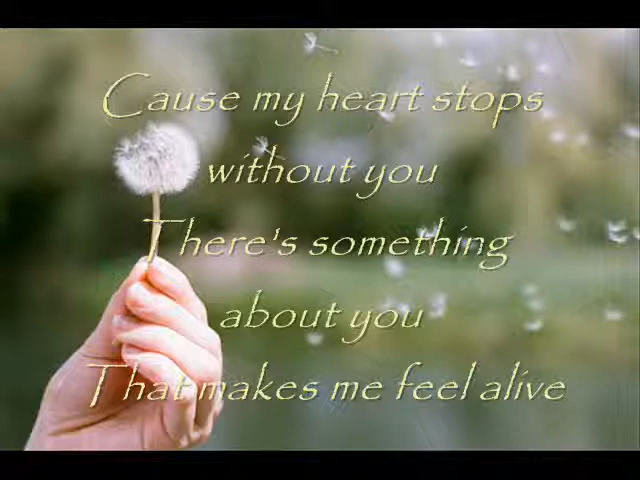 Cause my heart stops
without you
There's something
about you
That makes me feel alive